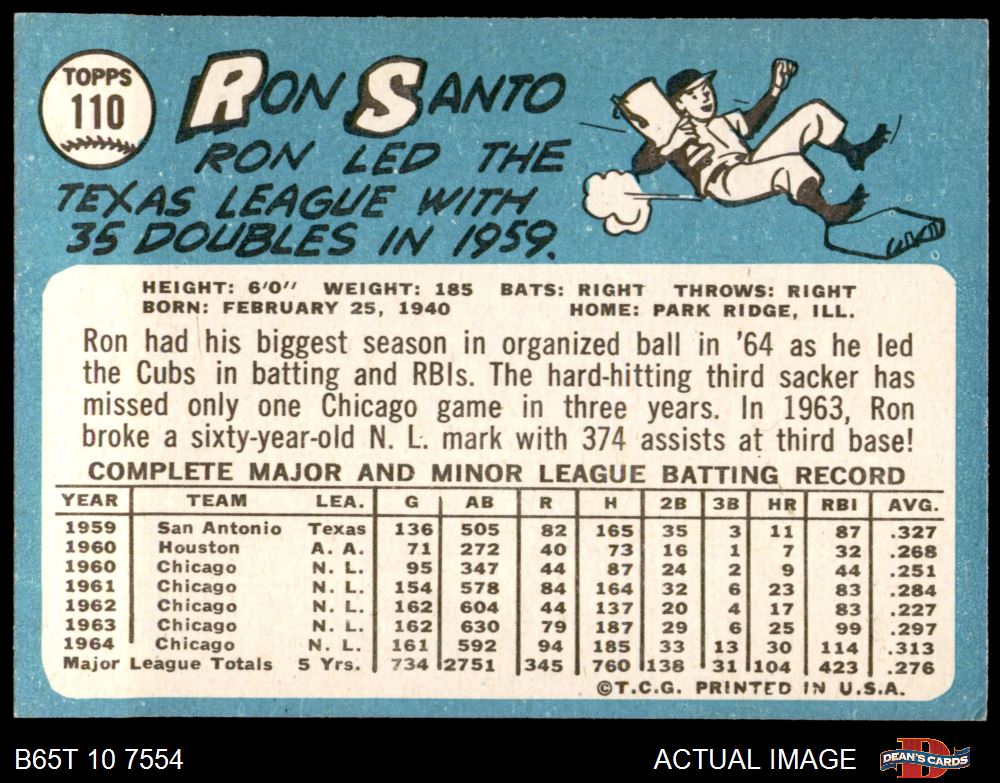 TOPPS
110
RON SANTO
RON LED THE
TEXAS LEAGUE WITH
35 DOUBLES IN 1959.
HEIGHT: 6'0" WEIGHT: 185 BATS: RIGHT THROWS: RIGHT
BORN: FEBRUARY 25, 1940 HOME: PARK RIDGE, ILL.
Ron had his biggest season in organized ball in '64 as he led
the Cubs in batting and RBIs. The hard-hitting third sacker has
missed only one Chicago game in three years. In 1963, Ron
broke a sixty-year-old N. L. mark with 374 assists at third base!
COMPLETE MAJOR AND MINOR LEAGUE BATTING RECORD
YEAR TEAM LEA. G AB R H 2B 3B HR RBI AVG.
1959 San Antonio Texas 136 505 82 165 35 3 11 87 .327
1960 Houston A. A. 71 272 40 73 16 1 7 32 .268
1960 Chicago N. L. 95 347 44 87 24 2 9 44 .251
1961 Chicago N. L. 154 578 84 164 32 6 23 83 .284
1962 Chicago N. L. 162 604 44 137 20 4 17 83 .227
1963 Chicago N. L. 162 630 79 187 29 6 25 99 .297
1964 Chicago N. L. 161 592 94 185 33 13 30 114 .313
Major League Totals 5 Yrs. 734 2751 345 760 138 31 104 423 .276
©T.C.G. PRINTED IN U.S.A.
B65T 10 7554 ACTUAL IMAGE DEAN'S CARDS